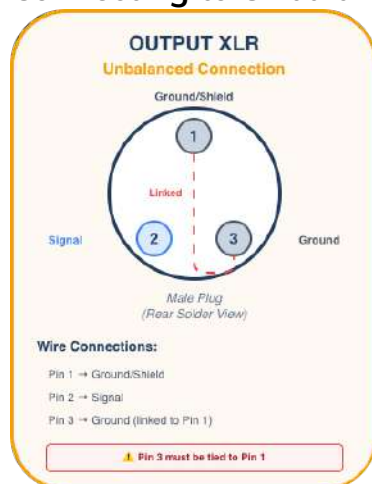 OUTPUT XLR
Unbalanced Connection
Ground/Shield
1
Linked
Signal 2 3 Ground
Male Plug
(Rear Solder View)
Wire Connections:
Pin 1 → Ground/Shield
Pin 2 → Signal
Pin 3 → Ground (linked to Pin 1)
⚠ Pin 3 must be tied to Pin 1